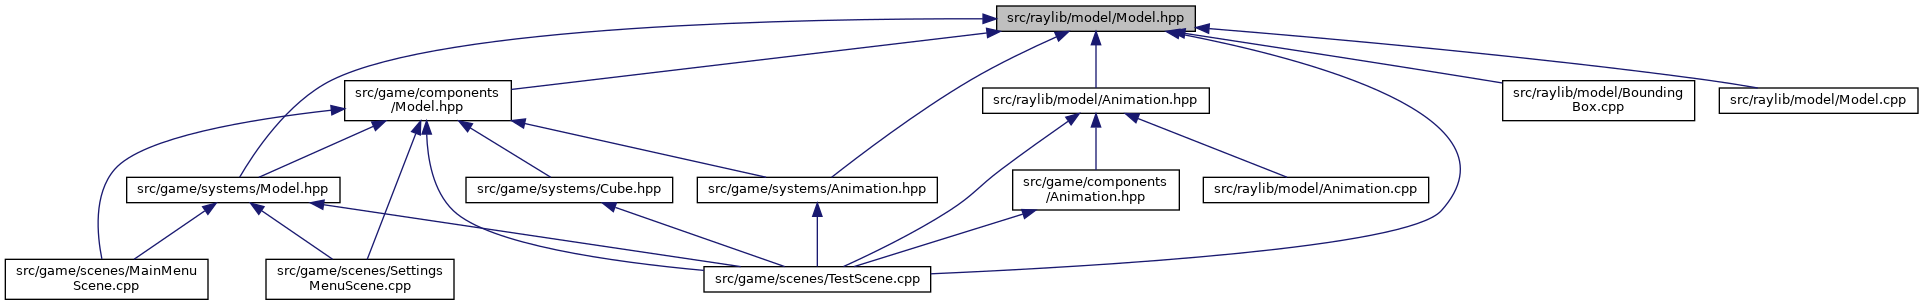 src/raylib/model/Model.hpp
src/game/components
/Model.hpp
src/raylib/model/Animation.hpp
src/raylib/model/Bounding
Box.cpp
src/raylib/model/Model.cpp
src/game/systems/Model.hpp
src/game/systems/Cube.hpp
src/game/systems/Animation.hpp
src/game/components
/Animation.hpp
src/raylib/model/Animation.cpp
src/game/scenes/MainMenu
Scene.cpp
src/game/scenes/Settings
MenuScene.cpp
src/game/scenes/TestScene.cpp